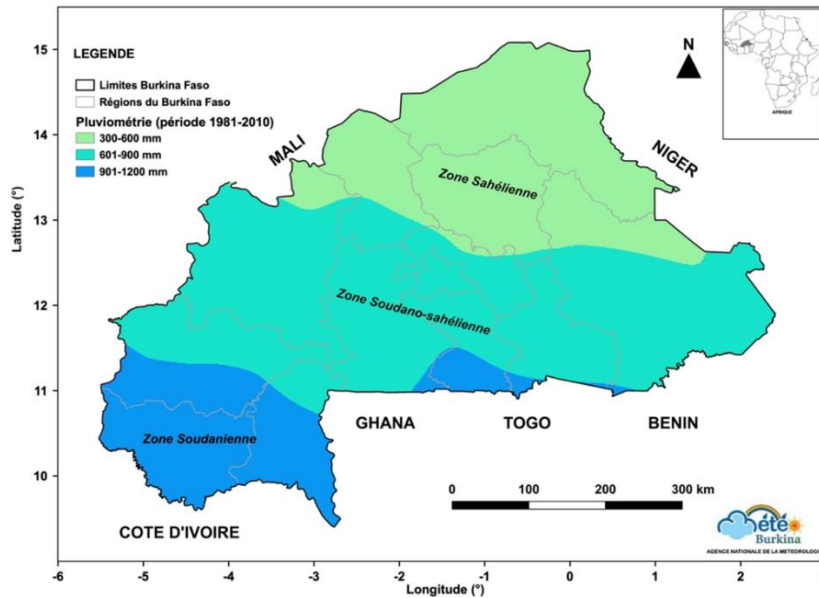 LEGENDE
Limites Burkina Faso
Régions du Burkina Faso
Pluviométrie (période 1981-2010)
300-600 mm
601-900 mm
901-1200 mm
N
AFRIQUE
MALI
NIGER
Zone Sahélienne
Zone Soudano-sahélienne
Zone Soudanienne
GHANA
TOGO
BENIN
COTE D'IVOIRE
0 100 200 300 km
météo
Burkina
AGENCE NATIONALE DE LA METEOROLOGIE
Latitude (°)
15
14
13
12
11
10
-6 -5 -4 -3 -2 -1 0 1 2
Longitude (°)